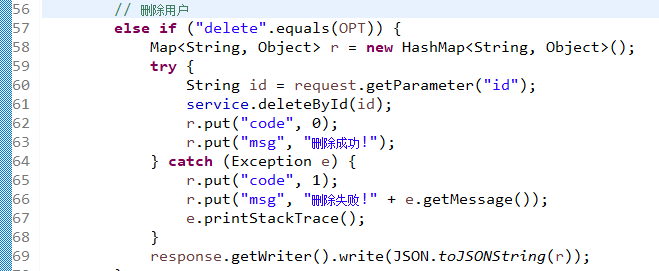 56 // 删除用户
57 else if ("delete".equals(OPT)) {
58 Map<String, Object> r = new HashMap<String, Object>();
59 try {
60 String id = request.getParameter("id");
61 service.deleteById(id);
62 r.put("code", 0);
63 r.put("msg", "删除成功!");
64 } catch (Exception e) {
65 r.put("code", 1);
66 r.put("msg", "删除失败!" + e.getMessage());
67 e.printStackTrace();
68 }
69 response.getWriter().write(JSON.toJSONString(r));